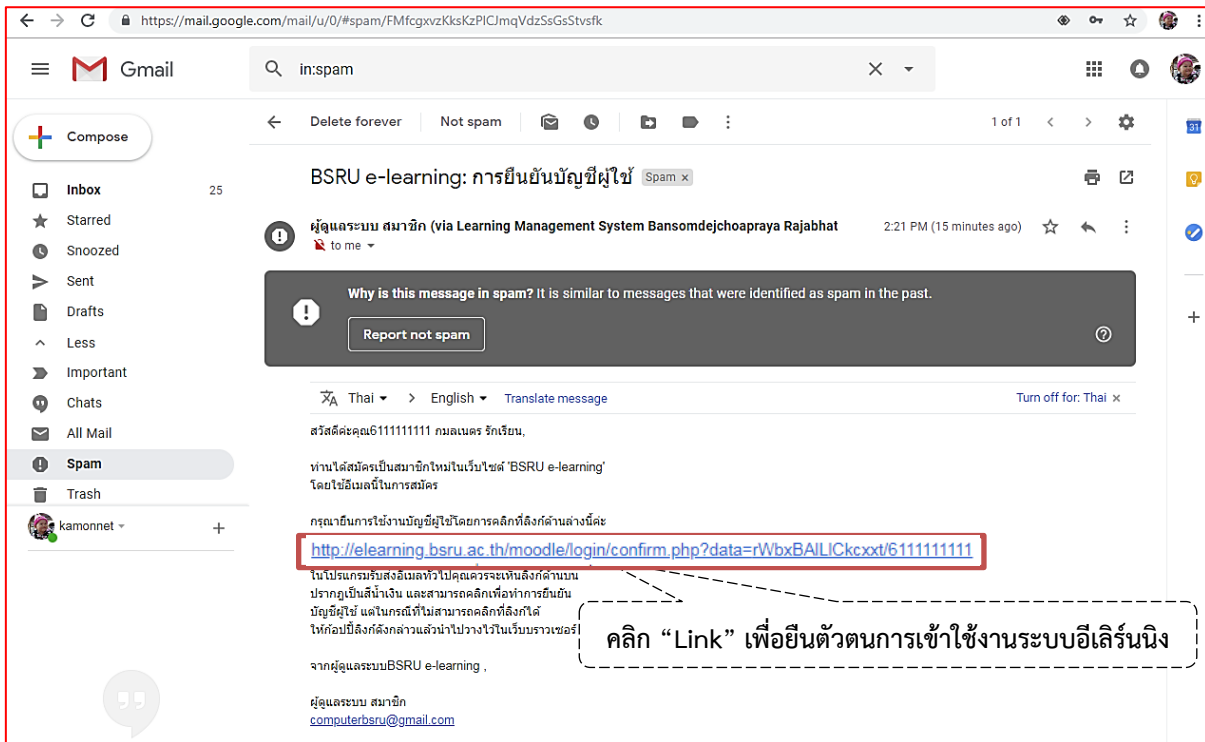 https://mail.google.com/mail/u/0/#spam/FMfcgxvzKksKzPlCJmqVdzSsGsStvsfk
Gmail
in:spam
Compose
Delete forever
Not spam
1 of 1
31
BSRU e-learning: การยืนยันบัญชีผู้ใช้ Spam x
Inbox 25
Starred
Snoozed
Sent
Drafts
Less
Important
Chats
All Mail
Spam
Trash
kamonnet
ผู้ดูแลระบบ สมาชิก (via Learning Management System Bansomdejchoapraya Rajabhat 2:21 PM (15 minutes ago)
to me
Why is this message in spam? It is similar to messages that were identified as spam in the past.
Report not spam
Thai > English Translate message Turn off for: Thai x
สวัสดีค่ะคุณ6111111111 กมลเนตร รักเรียน,
ท่านได้สมัครเป็นสมาชิกใหม่ในเว็บไซต์ 'BSRU e-learning'
โดยใช้อีเมลนี้ในการสมัคร
กรุณายืนการใช้งานบัญชีผู้ใช้โดยการคลิกที่ลิงก์ด้านล่างนี้ค่ะ
http://elearning.bsru.ac.th/moodle/login/confirm.php?data=rWbxBAlLlCkcxxt/6111111111
ในโปรแกรมรับส่งอีเมลทั่วไปคุณควรจะเห็นลิงก์ด้านบน
ปรากฏเป็นสีน้ำเงิน และสามารถคลิกเพื่อทำการยืนยัน
บัญชีผู้ใช้ แต่ในกรณีที่ไม่สามารถคลิกที่ลิงก์ได้
ให้ก๊อปปี้ลิงก์ดังกล่าวแล้วนำไปวางไว้ในเว็บบราวเซอร์
คลิก “Link” เพื่อยืนตัวตนการเข้าใช้งานระบบอีเลิร์นนิง
จากผู้ดูแลระบบBSRU e-learning ,
ผู้ดูแลระบบ สมาชิก
computerbsru@gmail.com